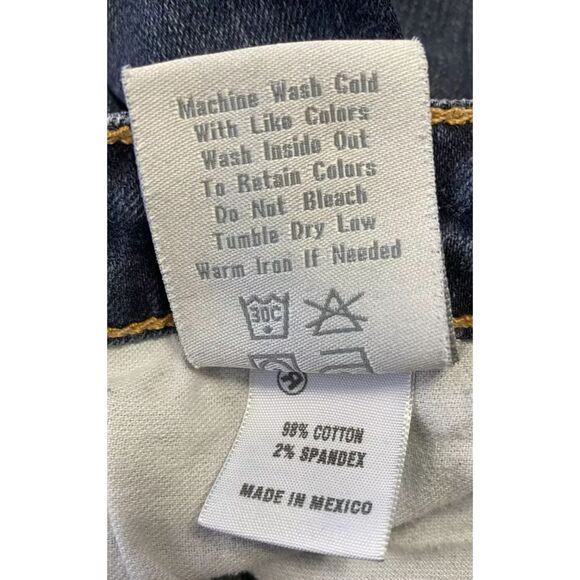 Machine Wash Cold
With Like Colors
Wash Inside Out
To Retain Colors
Do Not Bleach
Tumble Dry Low
Warm Iron If Needed
30C
R
98% COTTON
2% SPANDEX
MADE IN MEXICO